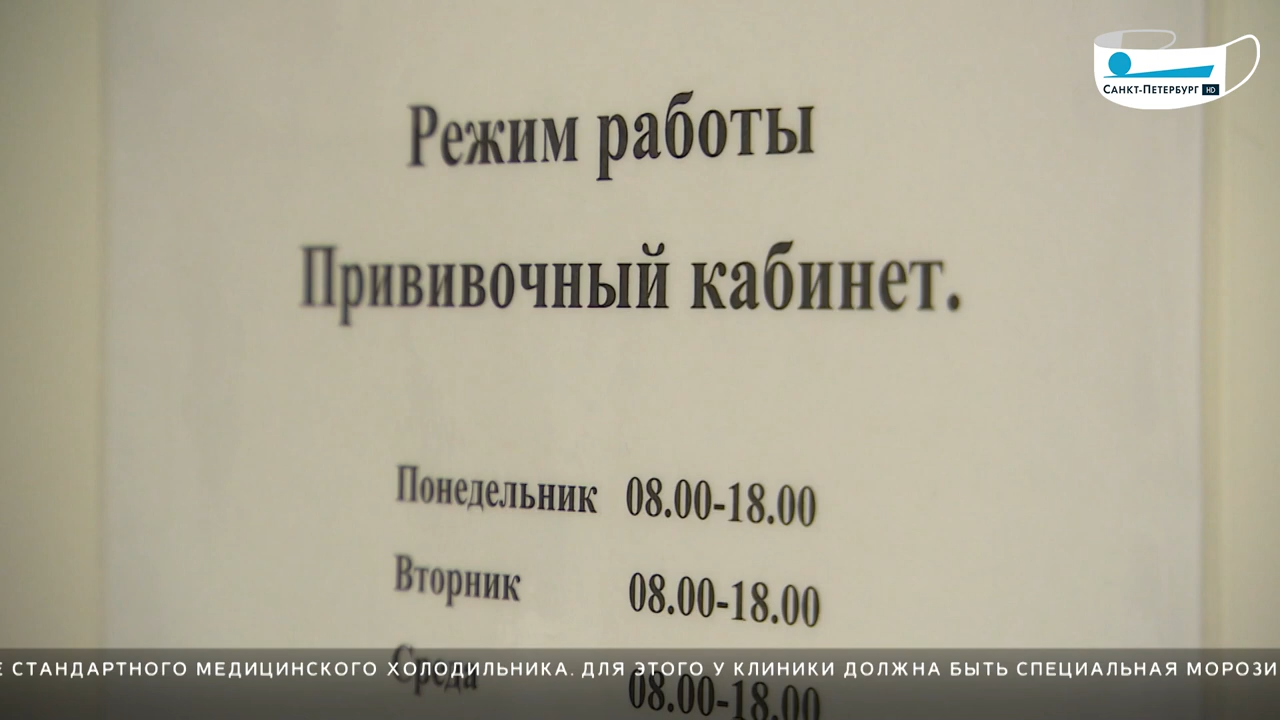 Санкт-Петербург HD
Режим работы
Прививочный кабинет.
Понедельник 08.00-18.00
Вторник 08.00-18.00
Среда 08.00-18.00
Е СТАНДАРТНОГО МЕДИЦИНСКОГО ХОЛОДИЛЬНИКА. ДЛЯ ЭТОГО У КЛИНИКИ ДОЛЖНА БЫТЬ СПЕЦИАЛЬНАЯ МОРОЗИ